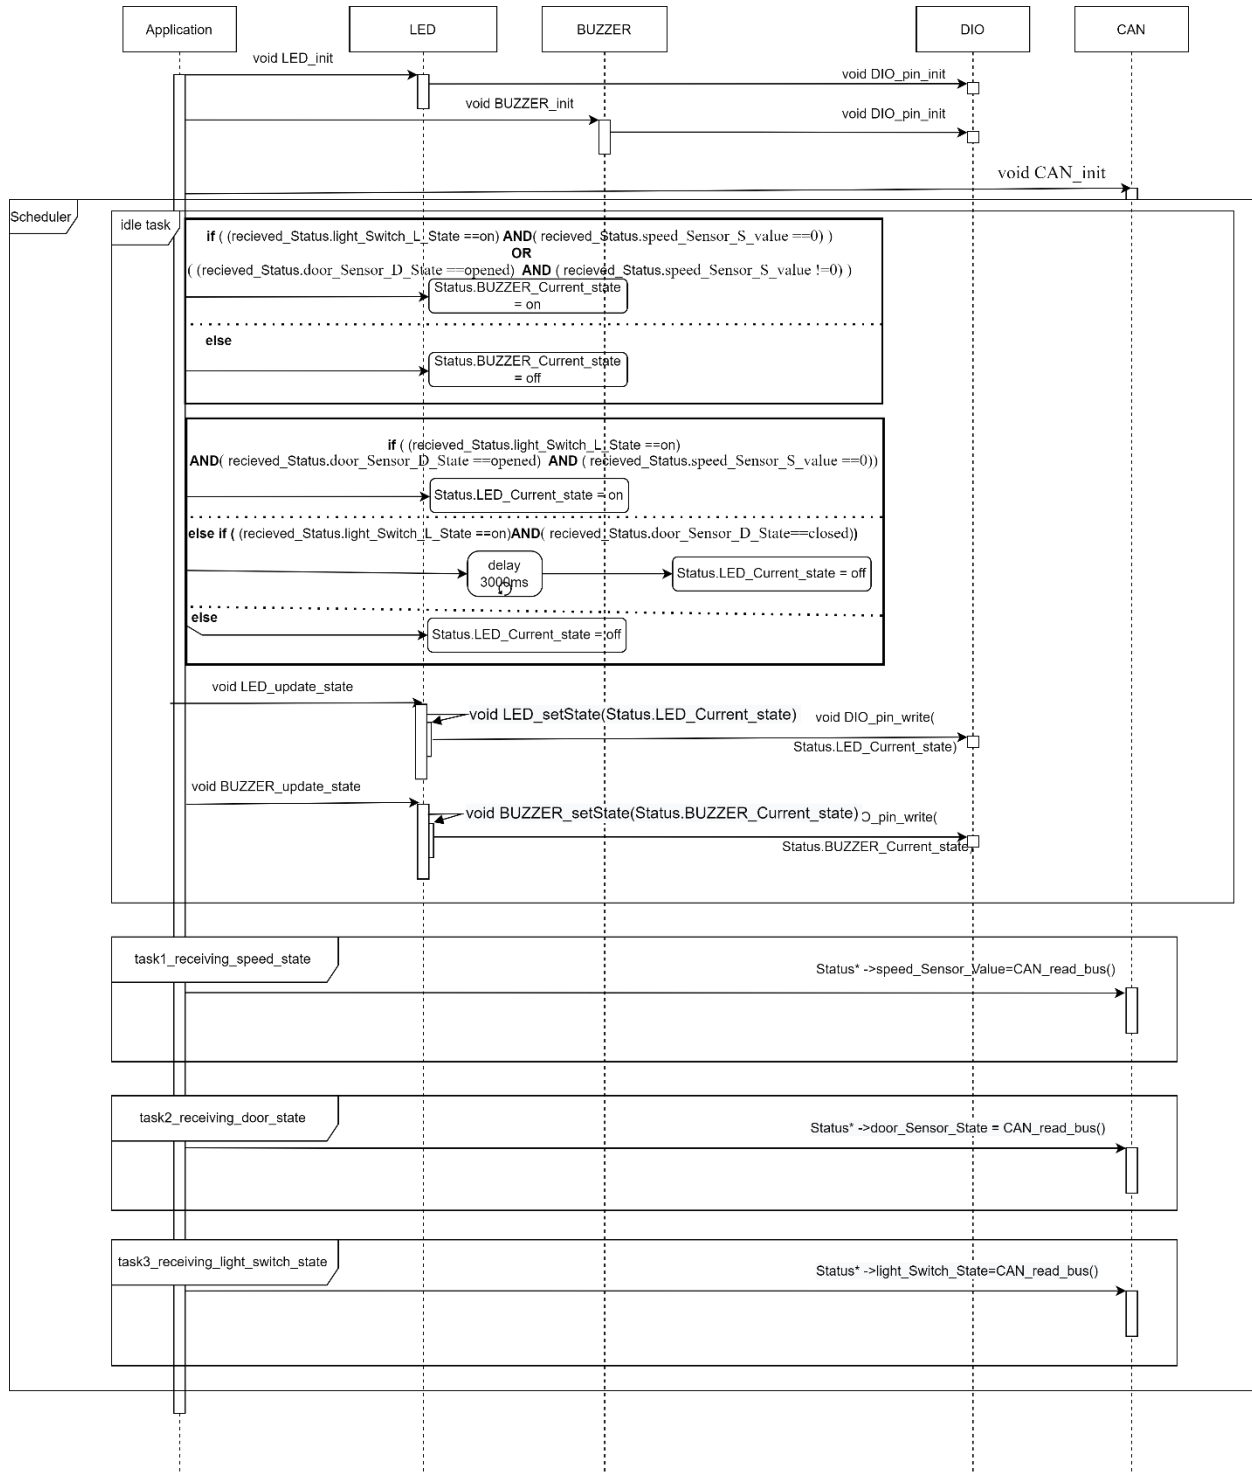 Application
LED
BUZZER
DIO
CAN
void LED_init
void DIO_pin_init
void BUZZER_init
void DIO_pin_init
void CAN_init
Scheduler
idle task
if ( (recieved_Status.light_Switch_L_State ==on) AND( recieved_Status.speed_Sensor_S_value ==0) )
OR
( (recieved_Status.door_Sensor_D_State ==opened) AND ( recieved_Status.speed_Sensor_S_value !=0) )
Status.BUZZER_Current_state
= on
else
Status.BUZZER_Current_state
= off
if ( (recieved_Status.light_Switch_L_State ==on)
AND( recieved_Status.door_Sensor_D_State ==opened) AND ( recieved_Status.speed_Sensor_S_value ==0))
Status.LED_Current_state = on
else if ( (recieved_Status.light_Switch_L_State ==on)AND( recieved_Status.door_Sensor_D_State==closed))
delay
3000ms
Status.LED_Current_state = off
else
Status.LED_Current_state = off
void LED_update_state
void LED_setState(Status.LED_Current_state)
void DIO_pin_write(
Status.LED_Current_state)
void BUZZER_update_state
void BUZZER_setState(Status.BUZZER_Current_state)
O_pin_write(
Status.BUZZER_Current_state
task1_receiving_speed_state
Status* ->speed_Sensor_Value=CAN_read_bus()
task2_receiving_door_state
Status* ->door_Sensor_State = CAN_read_bus()
task3_receiving_light_switch_state
Status* ->light_Switch_State=CAN_read_bus()